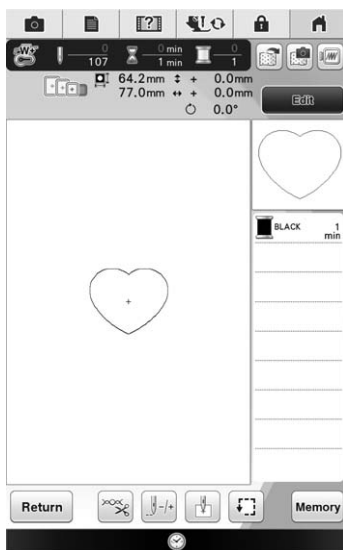 ?
W+
0 0 min 0
107 1 min 1
64.2mm + 0.0mm
77.0mm + 0.0mm
0.0°
Edit
BLACK 1 min
Return -/+ Memory